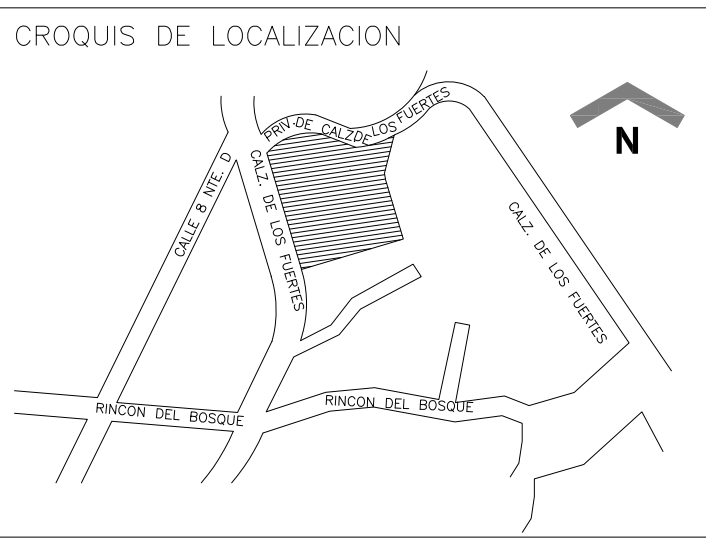 CROQUIS DE LOCALIZACION
PRIV. DE CALZ. DE LOS FUERTES
N
CALLE 8 NTE. D
CALZ. DE LOS FUERTES
CALZ. DE LOS FUERTES
RINCON DEL BOSQUE
RINCON DEL BOSQUE